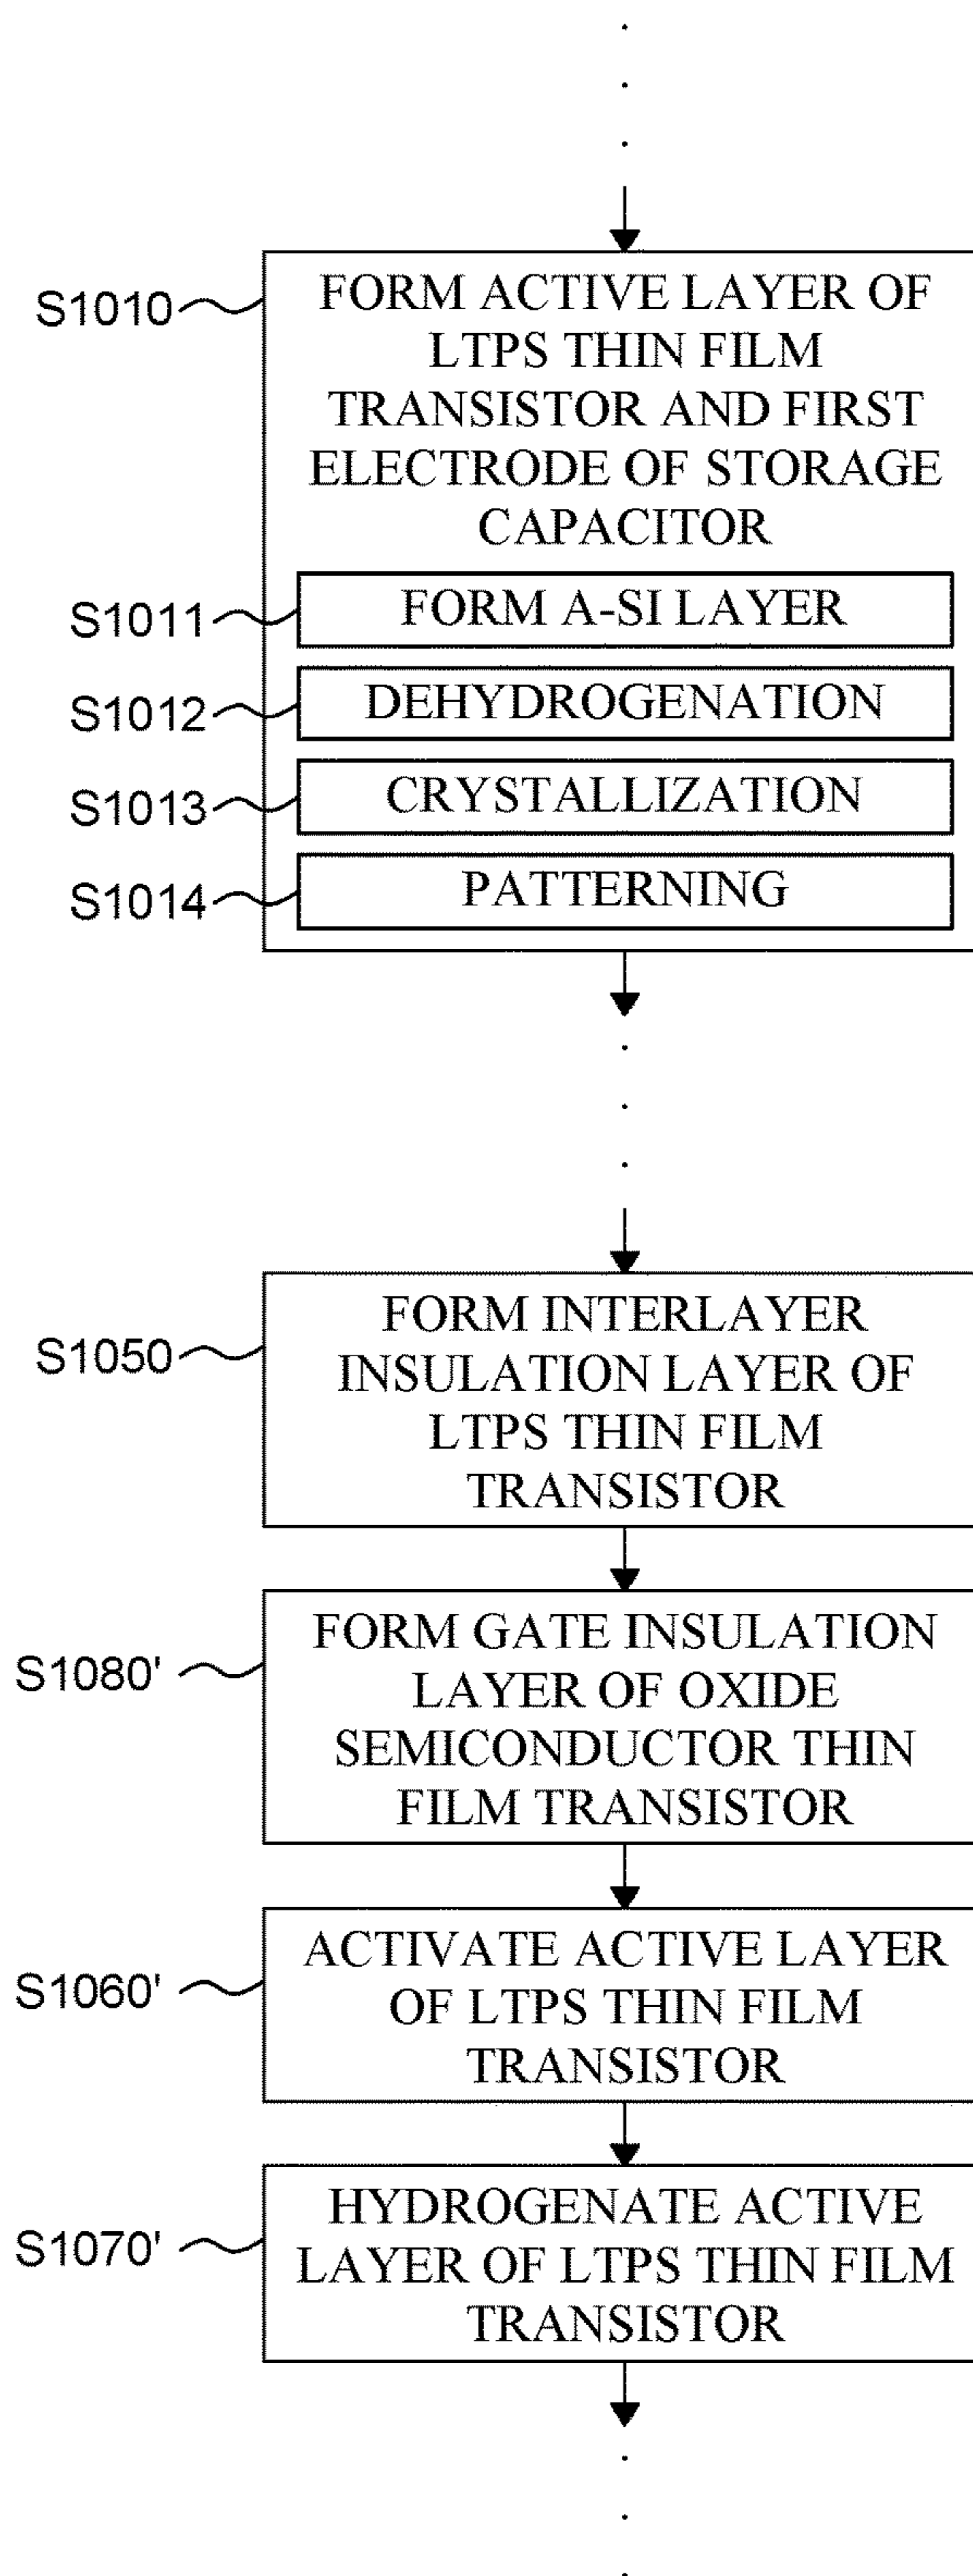 S1010
FORM ACTIVE LAYER OF
LTPS THIN FILM
TRANSISTOR AND FIRST
ELECTRODE OF STORAGE
CAPACITOR
S1011
FORM A-SI LAYER
S1012
DEHYDROGENATION
S1013
CRYSTALLIZATION
S1014
PATTERNING
S1050
FORM INTERLAYER
INSULATION LAYER OF
LTPS THIN FILM
TRANSISTOR
S1080'
FORM GATE INSULATION
LAYER OF OXIDE
SEMICONDUCTOR THIN
FILM TRANSISTOR
S1060'
ACTIVATE ACTIVE LAYER
OF LTPS THIN FILM
TRANSISTOR
S1070'
HYDROGENATE ACTIVE
LAYER OF LTPS THIN FILM
TRANSISTOR